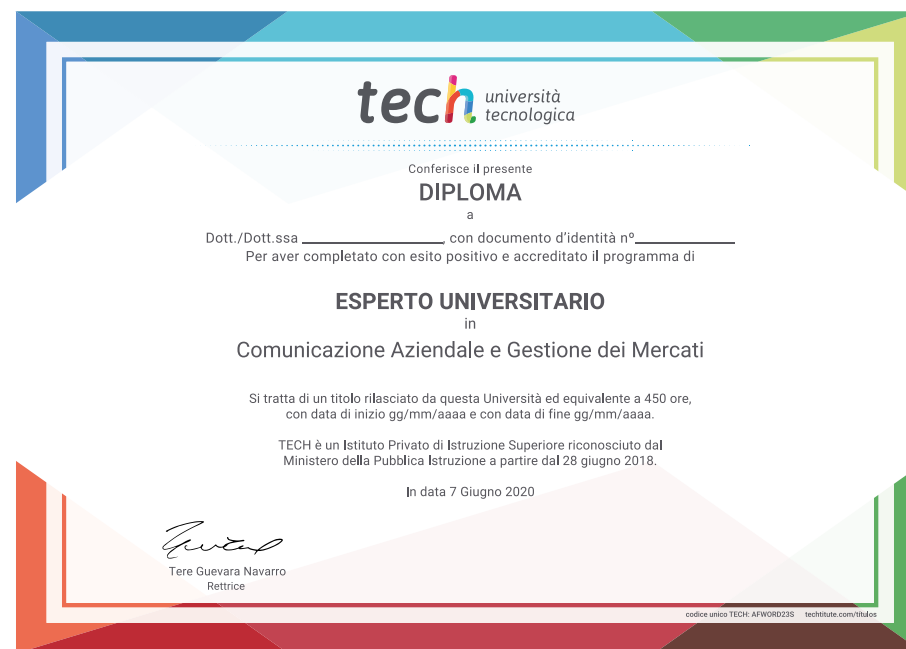 tech università
tecnologica
Conferisce il presente
DIPLOMA
a
Dott./Dott.ssa ____________________, con documento d'identità nº______________
Per aver completato con esito positivo e accreditato il programma di
ESPERTO UNIVERSITARIO
in
Comunicazione Aziendale e Gestione dei Mercati
Si tratta di un titolo rilasciato da questa Università ed equivalente a 450 ore,
con data di inizio gg/mm/aaaa e con data di fine gg/mm/aaaa.
TECH è un Istituto Privato di Istruzione Superiore riconosciuto dal
Ministero della Pubblica Istruzione a partire dal 28 giugno 2018.
In data 7 Giugno 2020
Tere Guevara Navarro
Rettrice
codice unico TECH: AFWORD23S techtitute.com/titulos